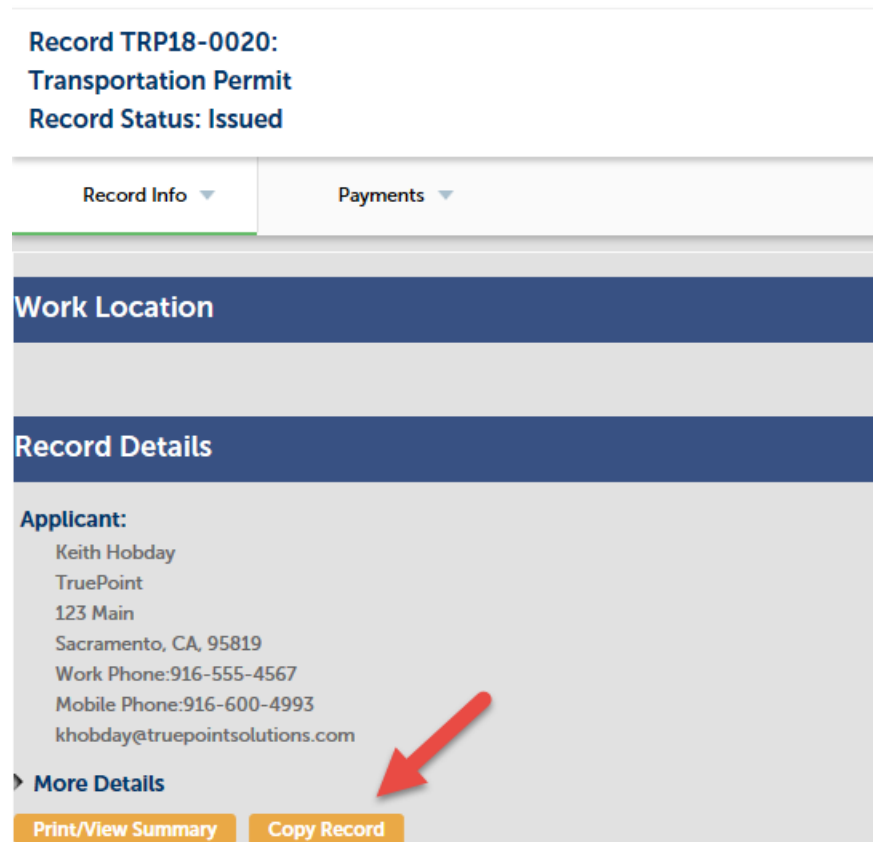 Record TRP18-0020:
Transportation Permit
Record Status: Issued
Record Info
Payments
Work Location
Record Details
Applicant:
Keith Hobday
TruePoint
123 Main
Sacramento, CA, 95819
Work Phone:916-555-4567
Mobile Phone:916-600-4993
khobday@truepointsolutions.com
More Details
Print/View Summary
Copy Record